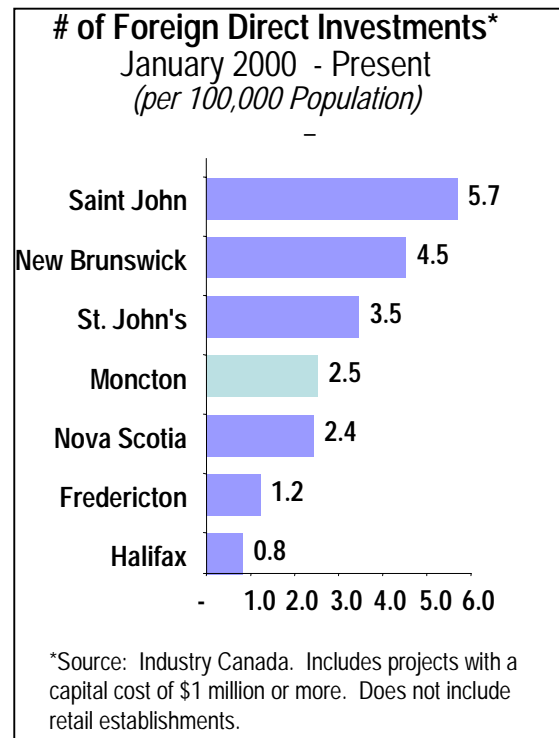 # of Foreign Direct Investments*
January 2000 - Present
(per 100,000 Population)
–
Saint John 5.7
New Brunswick 4.5
St. John's 3.5
Moncton 2.5
Nova Scotia 2.4
Fredericton 1.2
Halifax 0.8
- 1.0 2.0 3.0 4.0 5.0 6.0
*Source: Industry Canada. Includes projects with a
capital cost of $1 million or more. Does not include
retail establishments.